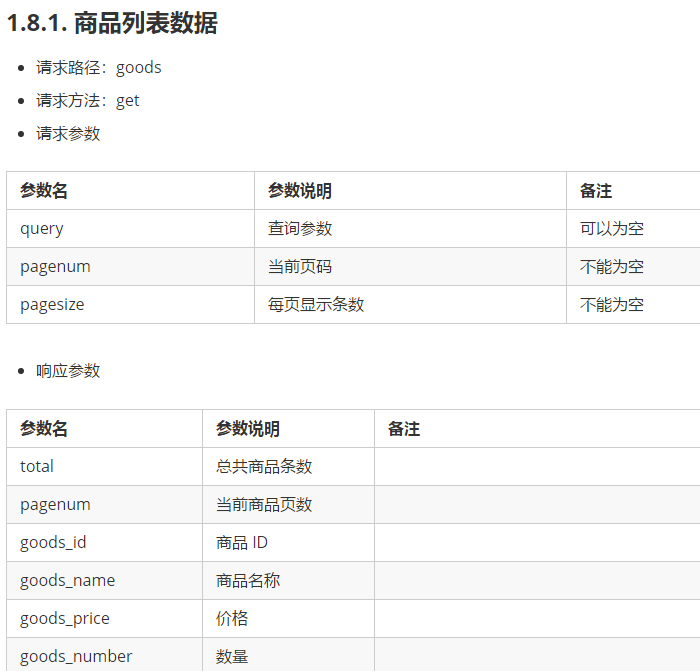 1.8.1. 商品列表数据
请求路径：goods
请求方法：get
请求参数
参数名 参数说明 备注
query 查询参数 可以为空
pagenum 当前页码 不能为空
pagesize 每页显示条数 不能为空
响应参数
参数名 参数说明 备注
total 总共商品条数
pagenum 当前商品页数
goods_id 商品 ID
goods_name 商品名称
goods_price 价格
goods_number 数量